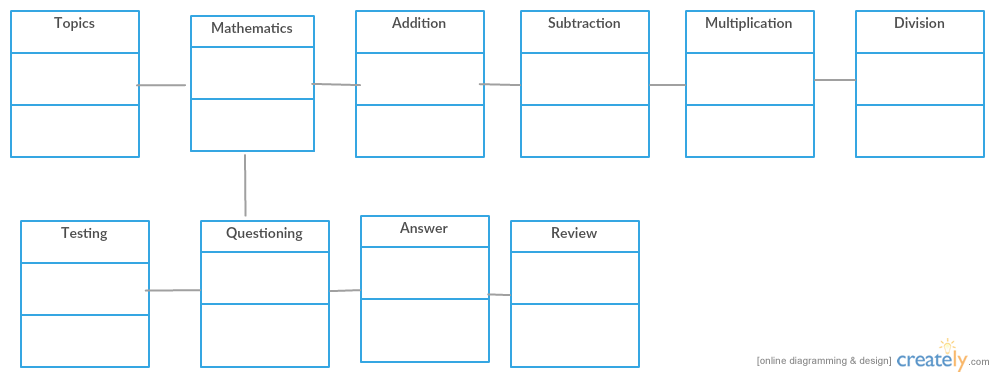 Topics
Mathematics
Addition
Subtraction
Multiplication
Division
Testing
Questioning
Answer
Review
[online diagramming & design] creately.com